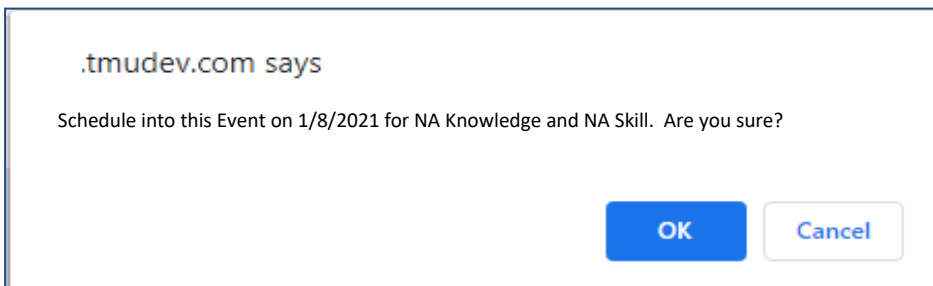 .tmudev.com says
Schedule into this Event on 1/8/2021 for NA Knowledge and NA Skill.  Are you sure?
OK
Cancel